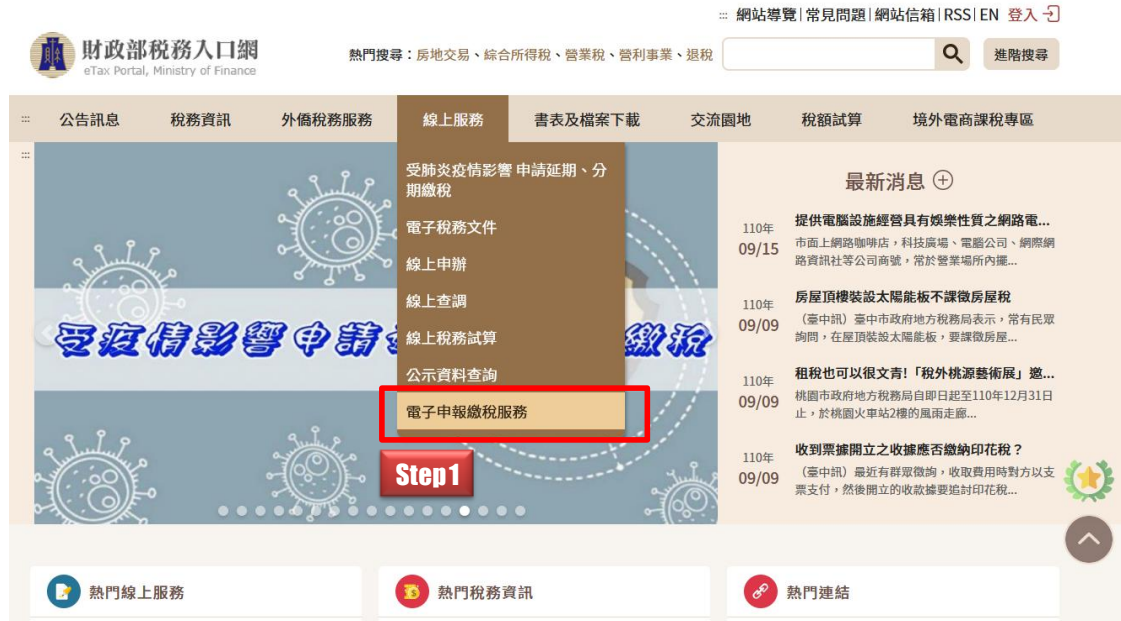 網站導覽|常見問題|網站信箱|RSS|EN 登入
財政部稅務入口網
eTax Portal, Ministry of Finance
熱門搜尋：房地交易、綜合所得稅、營業稅、營利事業、退稅
進階搜尋
公告訊息 稅務資訊 外僑稅務服務 線上服務 書表及檔案下載 交流園地 稅額試算 境外電商課稅專區
受肺炎疫情影響 申請延期、分
期繳稅
電子稅務文件
線上申辦
線上查調
線上稅務試算
公示資料查詢
電子申報繳稅服務
Step1
受疫情影響申請
繳稅
最新消息
110年
09/15
提供電腦設施經營具有娛樂性質之網路電...
市面上網路咖啡店，科技廣場、電腦公司、網際網
路資訊社等公司商號，常於營業場所內擺...
110年
09/09
房屋頂樓裝設太陽能板不課徵房屋稅
（臺中訊）臺中市政府地方稅務局表示，常有民眾
詢問，在屋頂裝設太陽能板，要課徵房屋...
110年
09/09
租稅也可以很文青!「稅外桃源藝術展」邀...
桃園市政府地方稅務局自即日起至110年12月31日
止，於桃園火車站2樓的風雨走廊...
110年
09/09
收到票據開立之收據應否繳納印花稅？
（臺中訊）最近有群眾徵詢，收取費用時對方以支
票支付，然後開立的收款據要追討印花稅...
熱門線上服務
熱門稅務資訊
熱門連結